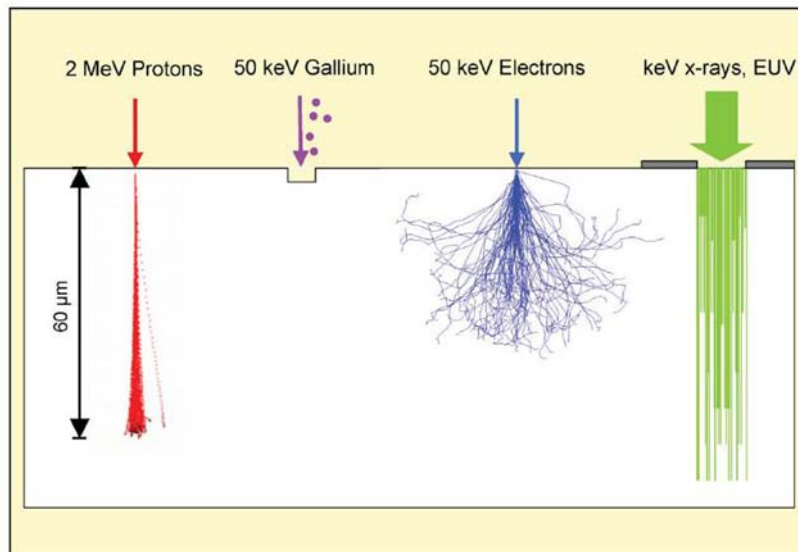 2 MeV Protons
50 keV Gallium
50 keV Electrons
keV x-rays, EUV
60 µm